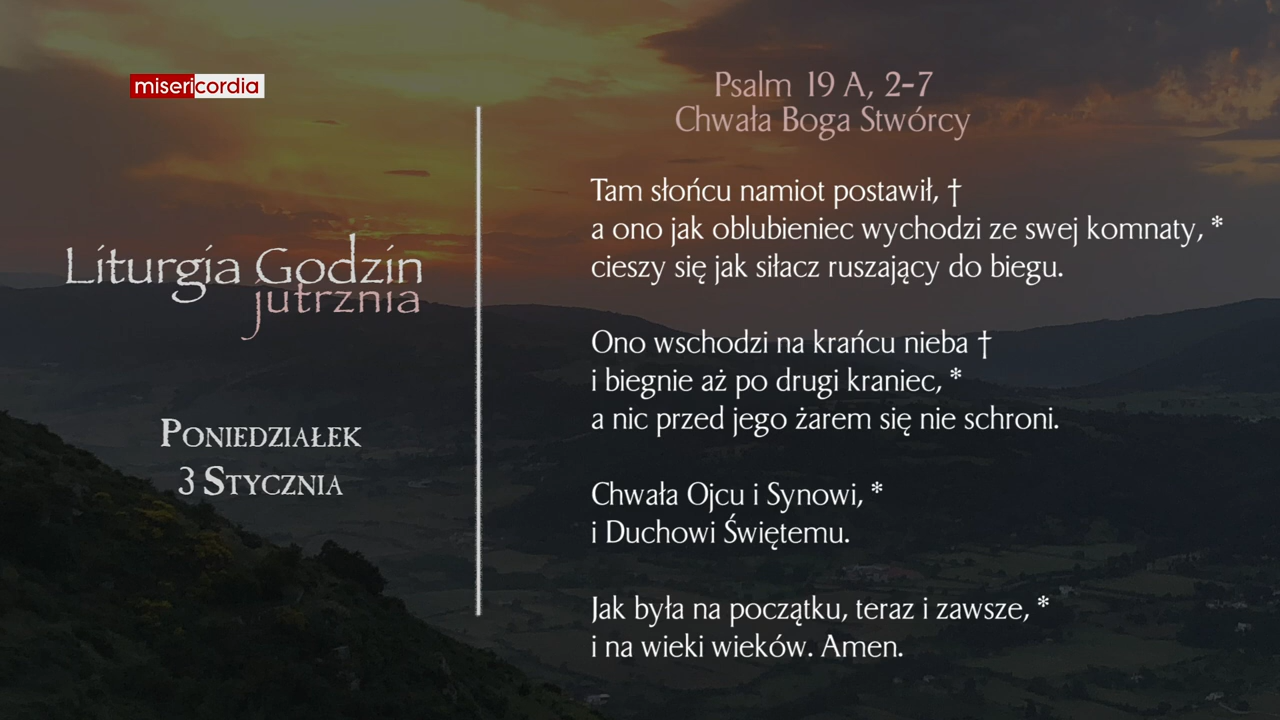 misericordia
Liturgia Godzin
jutrznia
Poniedziałek
3 Stycznia
Psalm 19 A, 2-7
Chwała Boga Stwórcy
Tam słońcu namiot postawił, †
a ono jak oblubieniec wychodzi ze swej komnaty, *
cieszy się jak siłacz ruszający do biegu.
Ono wschodzi na krańcu nieba †
i biegnie aż po drugi kraniec, *
a nic przed jego żarem się nie schroni.
Chwała Ojcu i Synowi, *
i Duchowi Świętemu.
Jak była na początku, teraz i zawsze, *
i na wieki wieków. Amen.